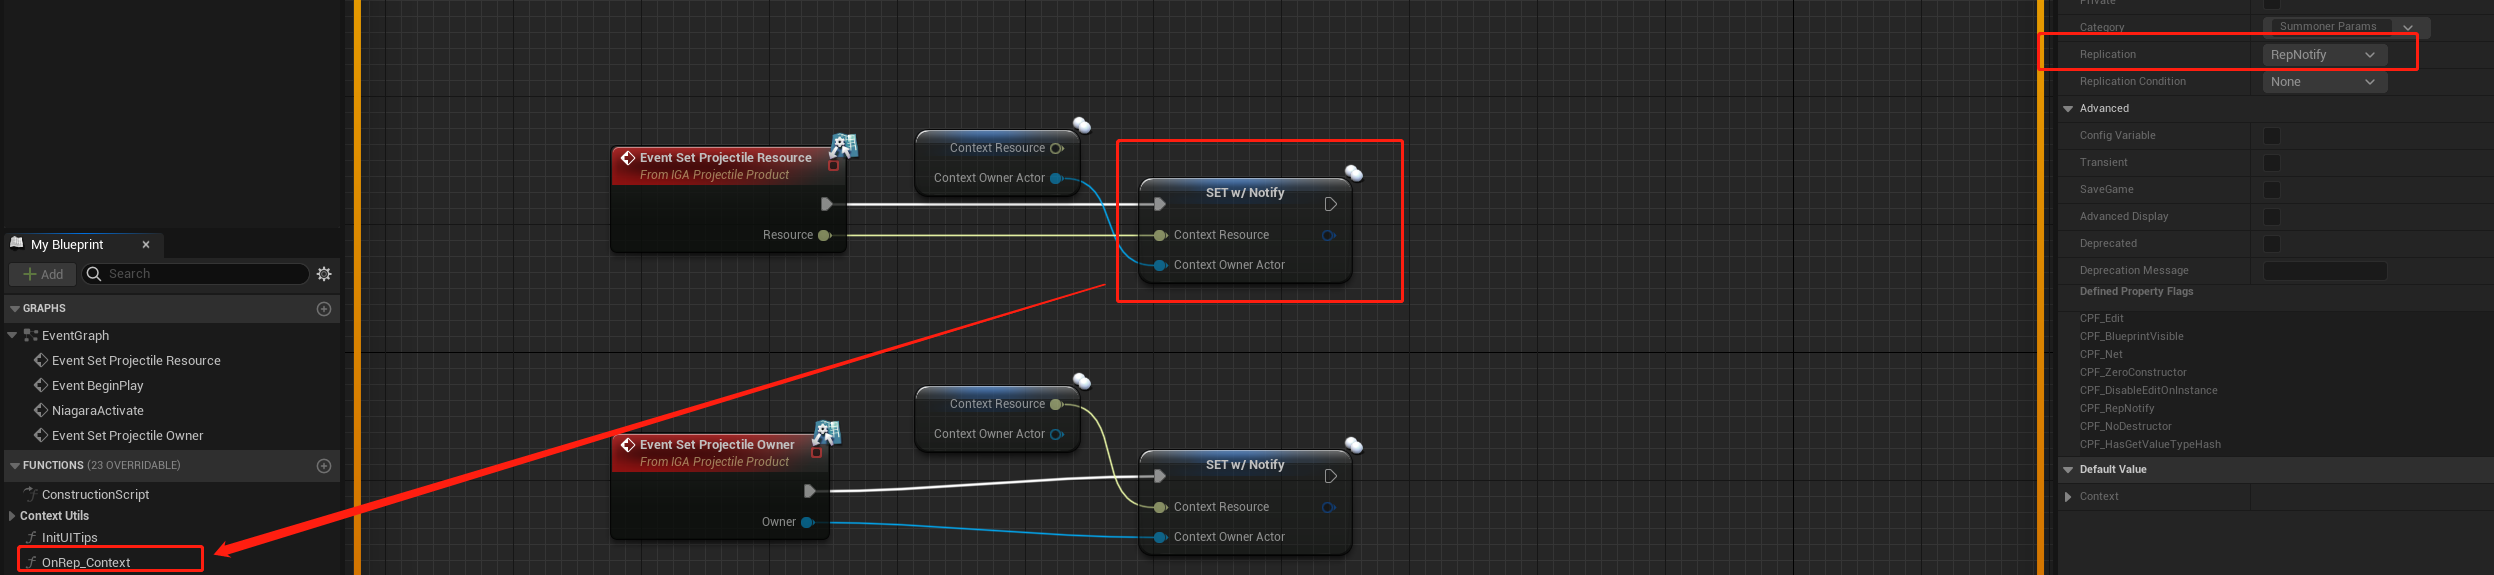 My Blueprint
Add
Search
GRAPHS
EventGraph
Event Set Projectile Resource
Event BeginPlay
NiagaraActivate
Event Set Projectile Owner
FUNCTIONS (23 OVERRIDABLE)
ConstructionScript
Context Utils
InitUITips
OnRep_Context
Event Set Projectile Resource
From IGA Projectile Product
Resource
Context Resource
Context Owner Actor
SET w/ Notify
Context Resource
Context Owner Actor
Event Set Projectile Owner
From IGA Projectile Product
Owner
Context Resource
Context Owner Actor
SET w/ Notify
Context Resource
Context Owner Actor
Private
Category Summoner Params
Replication RepNotify
Replication Condition None
Advanced
Config Variable
Transient
SaveGame
Advanced Display
Deprecated
Deprecation Message
Defined Property Flags
CPF_Edit
CPF_BlueprintVisible
CPF_Net
CPF_ZeroConstructor
CPF_DisableEditOnInstance
CPF_RepNotify
CPF_NoDestructor
CPF_HasGetValueTypeHash
Default Value
Context